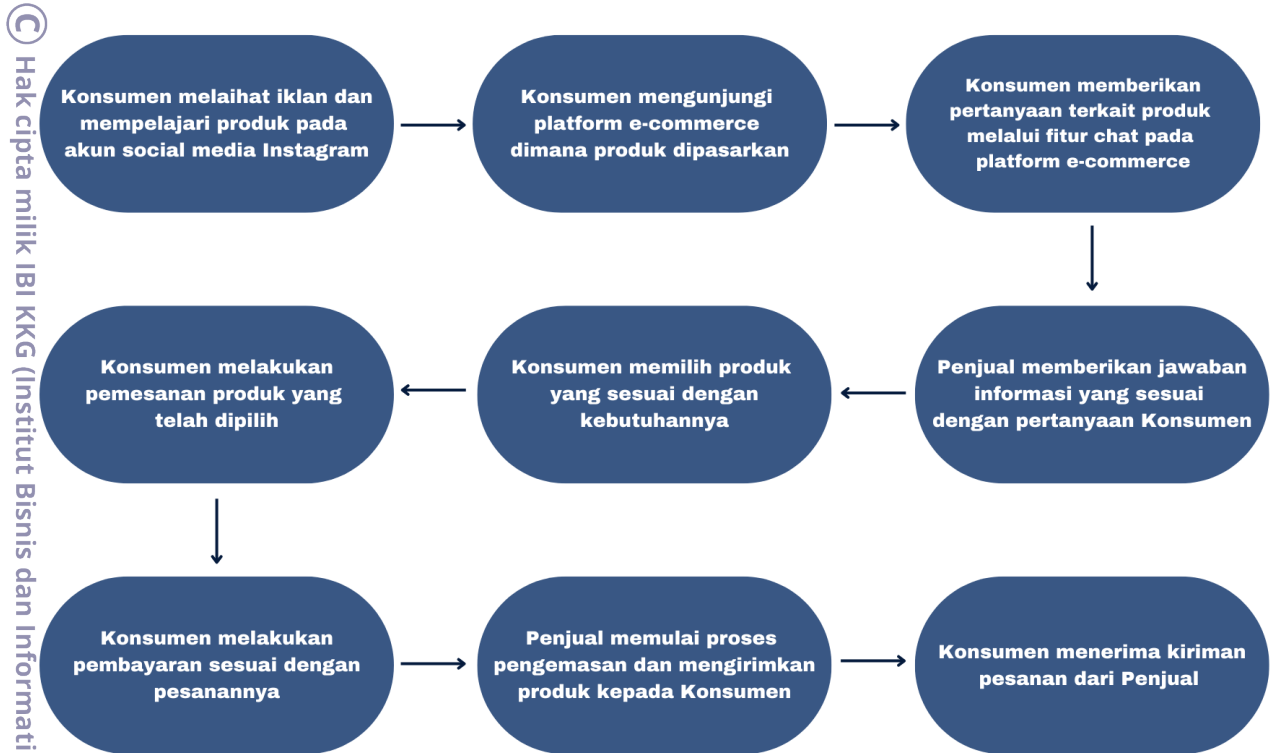 © Hak cipta milik IBI KKG (Institut Bisnis dan Informati
Konsumen melaihat iklan dan
mempelajari produk pada
akun social media Instagram
Konsumen mengunjungi
platform e-commerce
dimana produk dipasarkan
Konsumen memberikan
pertanyaan terkait produk
melalui fitur chat pada
platform e-commerce
Penjual memberikan jawaban
informasi yang sesuai
dengan pertanyaan Konsumen
Konsumen memilih produk
yang sesuai dengan
kebutuhannya
Konsumen melakukan
pemesanan produk yang
telah dipilih
Konsumen melakukan
pembayaran sesuai dengan
pesanannya
Penjual memulai proses
pengemasan dan mengirimkan
produk kepada Konsumen
Konsumen menerima kiriman
pesanan dari Penjual